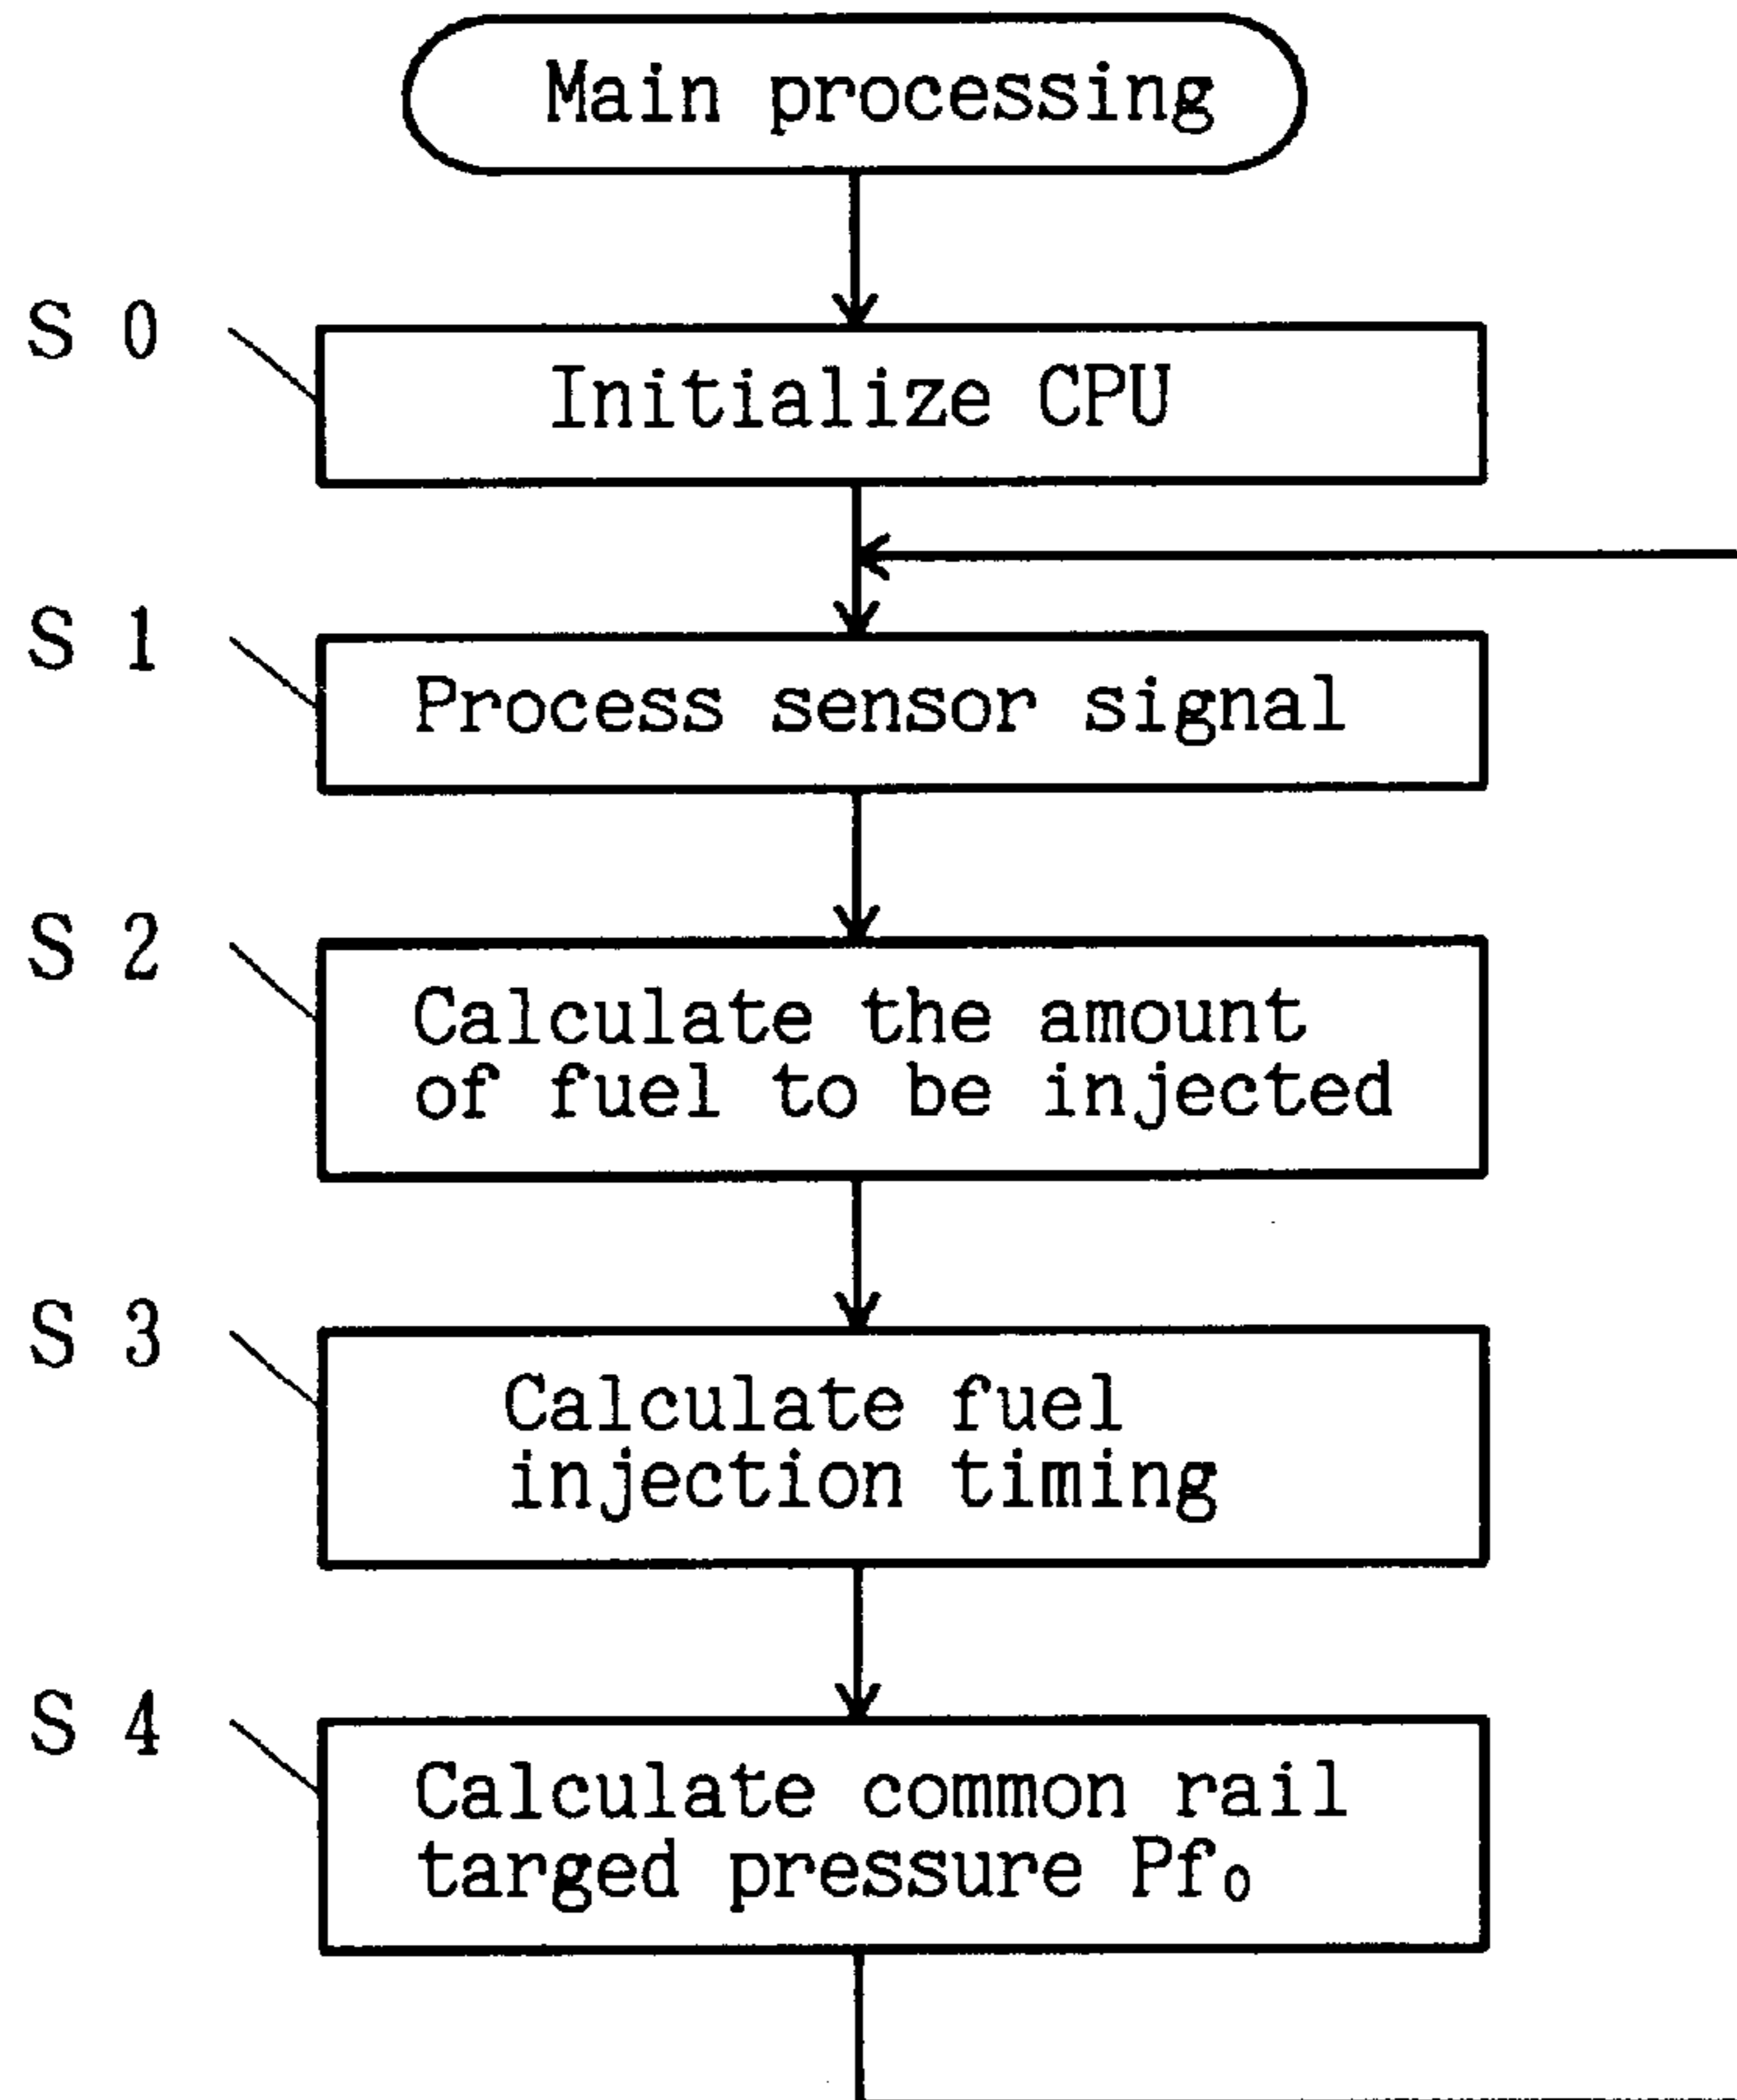 Main processing
S 0
Initialize CPU
S 1
Process sensor signal
S 2
Calculate the amount
of fuel to be injected
S 3
Calculate fuel
injection timing
S 4
Calculate common rail
targed pressure Pf₀